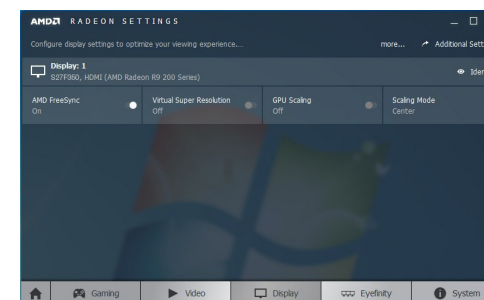 AMD RADEON SETTINGS
Configure display settings to optimize your viewing experience... more... Additional Sett
Display: 1
S27F350, HDMI (AMD Radeon R9 200 Series) Iden
AMD FreeSync Virtual Super Resolution GPU Scaling Scaling Mode
On Off Off Center
Gaming Video Display Eyefinity System